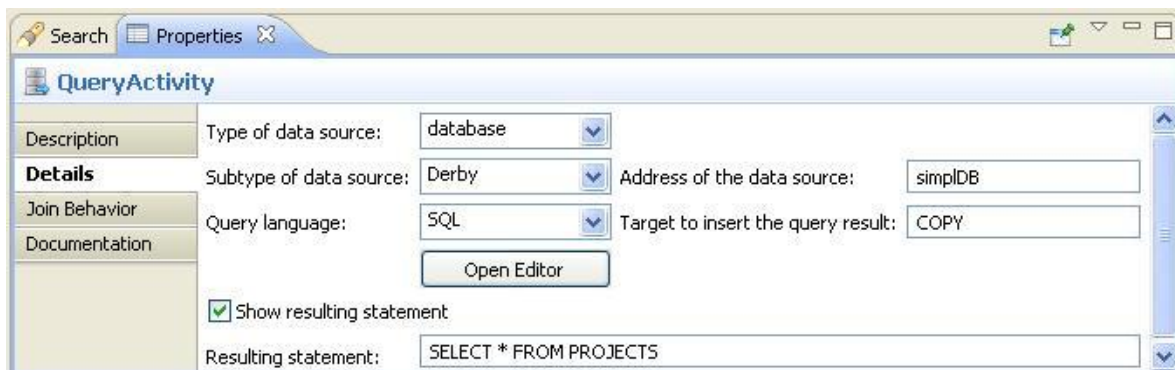 Search Properties
QueryActivity
Description
Details
Join Behavior
Documentation
Type of data source: database
Subtype of data source: Derby Address of the data source: simplDB
Query language: SQL Target to insert the query result: COPY
Open Editor
Show resulting statement
Resulting statement: SELECT * FROM PROJECTS